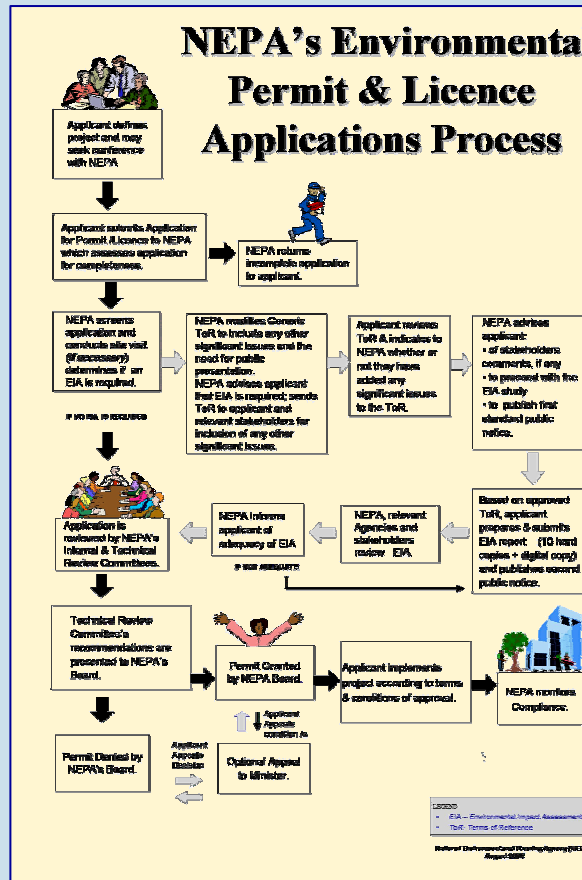 NEPA's Environmenta
Permit & Licence
Applications Process
Applicant defines
project and may
seek conference
with NEPA
Applicant submits Application
for Permit /Licence to NEPA
which assesses application
for completeness.
NEPA returns
incomplete application
to applicant.
NEPA screens
application and
conducts site visit
(if necessary)
determines if an
EIA is required.
NEPA modifies Generic
ToR to include any other
significant issues and the
need for public
presentation.
NEPA advises applicant
that EIA is required; sends
ToR to applicant and
relevant stakeholders for
inclusion of any other
significant issues.
Applicant reviews
ToR & indicates to
NEPA whether or
not they have
added any
significant issues
to the ToR.
NEPA advises
applicant:
• of stakeholders
comments, if any
• to proceed with the
EIA study
• to publish first
standard public
notice.
IF NO EIA IS REQUIRED
Application is
reviewed by NEPA's
Internal & Technical
Review Committees.
NEPA informs
applicant of
adequacy of EIA
NEPA, relevant
Agencies and
stakeholders
review EIA.
Based on approved
ToR, applicant
prepares & submits
EIA report (10 hard
copies + digital copy)
and publishes second
public notice.
IF NOT ADEQUATE
Technical Review
Committee's
recommendations are
presented to NEPA's
Board.
Permit Granted
by NEPA Board.
Applicant implements
project according to terms
& conditions of approval.
NEPA monitors
Compliance.
Applicant
Appeals
condition/s
Permit Denied by
NEPA's Board.
Applicant
Appeals
Decision
Optional Appeal
to Minister.
LEGEND
• EIA – Environmental Impact Assessment
• ToR- Terms of Reference
National Environment and Planning Agency (NE
August